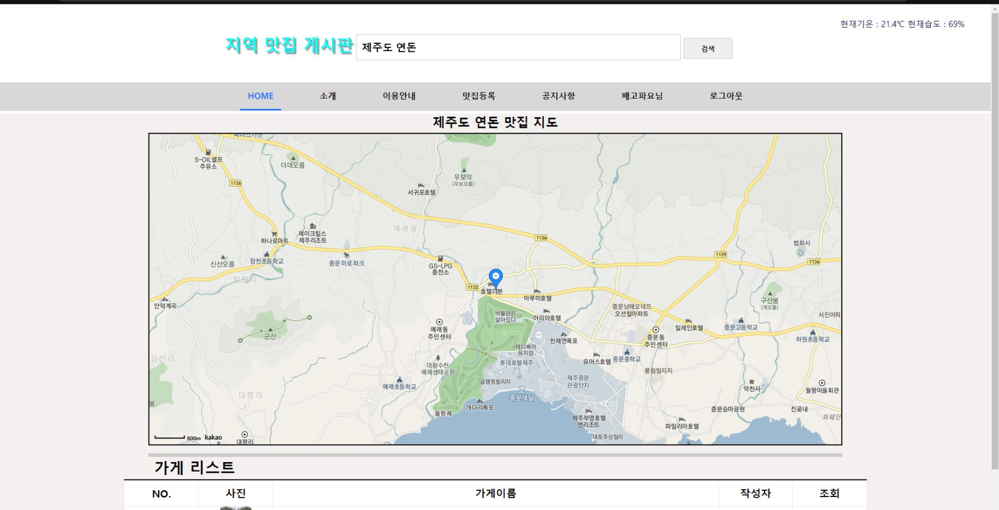 현재기온 : 21.4℃ 현재습도 : 69%
지역 맛집 게시판
제주도 연돈
검색
HOME 소개 이용안내 맛집등록 공지사항 배고파요님 로그아웃
제주도 연돈 맛집 지도
S-OIL셀프
주유소
더데오름
1136
우보악
(우보오름)
서귀포호텔
예래동
레이크힐스
제주리조트
하나로마트
1136
법화사
1139
1136
신산오름
창천초등학교
중문미로파크
GS-LPG
충전소
창천리
1132
호텔더본
아루미호텔
안덕계곡
박물관은
살아있다
아리아호텔
중문남해오네뜨
오션힐아파트
구산봉
(개오름)
서진아파
예래동
주민센터
일레인호텔
중문고등학교
군산
천제연폭포
중문동
주민센터
하원초등학교
테디베어
뮤지엄
감산리
대왕수천
예래생태공원
롯데호텔제주
유어스호텔
중문중학교
풍림빌리지
예래초등학교
글램핑빌리지
제주중문
관광단지
약천사
월평마을회관
대평리
중문색달
봉
개다리폭포
들렁궤
중문승마공원
진곶내
제주부영호텔
앤리조트
화훼단
파밀리아호텔
500m kakao
대평리
대포주상절리
가게 리스트
NO. 사진 가게이름 작성자 조회